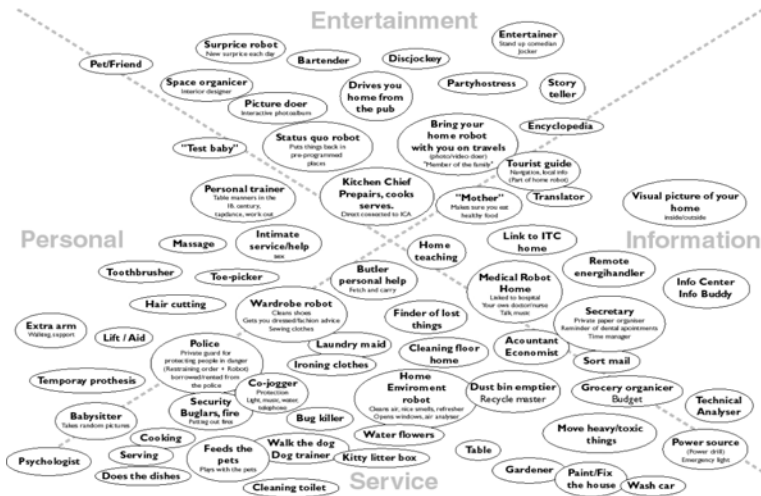 Entertainment
Surprice robot
New surprice each day
Bartender
Discjockey
Entertainer
Stand up comedian
Jocker
Pet/Friend
Space organicer
Interior designer
Drives you
home from
the pub
Partyhostress
Story
teller
Picture doer
Interactive photoalbum
Status quo robot
Puts things back in
pre-programmed
places
Bring your
home robot
with you on travels
(photo/video doer)
"Member of the family"
Encyclopedia
"Test baby"
Tourist guide
Navigation, local info
(Part of home robot)
Personal trainer
Table manners in the
18. century,
tapdance, work out
Kitchen Chief
Prepairs, cooks
serves.
Direct connected to ICA
"Mother"
Makes sure you eat
healthy food
Translator
Visual picture of your
home
inside/outside
Personal
Information
Massage
Intimate
service/help
sex
Home
teaching
Link to ITC
home
Toothbrusher
Toe-picker
Butler
personal help
Fetch and carry
Medical Robot
Home
Linked to hospital
Your own doctor/nurse
Talk music
Remote
energihandler
Info Center
Info Buddy
Hair cutting
Wardrobe robot
Cleans shoes
Gets you dressed/fachion advice
Sewing clothes
Finder of lost
things
Secretary
Private paper organiser
Reminder of dental apointments
Time manager
Extra arm
Walking support
Lift / Aid
Police
Private guard for
protecting people in danger
(Restraining order + Robot)
borrowed/rented from
the police
Laundry maid
Cleaning floor
home
Acountant
Economist
Ironing clothes
Sort mail
Temporay prothesis
Co-jogger
Protection
Light, music, water,
telephone
Home
Enviroment
robot
Cleans air, nice smells, refresher
Opens windows, air analyser
Dust bin emptier
Recycle master
Grocery organicer
Budget
Babysitter
Takes random pictures
Security
Buglars, fire
Putting out fires
Bug killer
Technical
Analyser
Cooking
Water flowers
Move heavy/toxic
things
Psychologist
Serving
Feeds the
pets
Plays with the pets
Walk the dog
Dog trainer
Kitty litter box
Table
Power source
(Power drill)
Emergency light
Does the dishes
Cleaning toilet
Service
Gardener
Paint/Fix
the house
Wash car